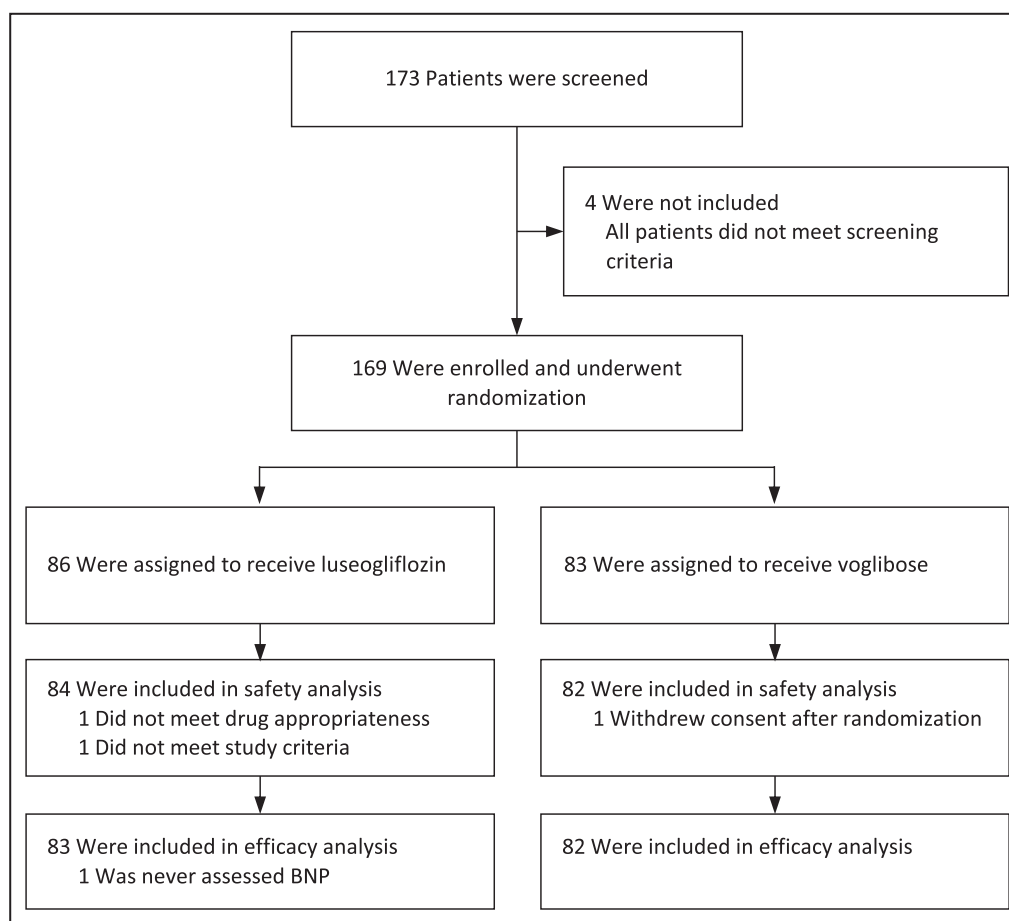 173 Patients were screened
4 Were not included
All patients did not meet screening
criteria
169 Were enrolled and underwent
randomization
86 Were assigned to receive luseogliflozin
83 Were assigned to receive voglibose
84 Were included in safety analysis
1 Did not meet drug appropriateness
1 Did not meet study criteria
82 Were included in safety analysis
1 Withdrew consent after randomization
83 Were included in efficacy analysis
1 Was never assessed BNP
82 Were included in efficacy analysis